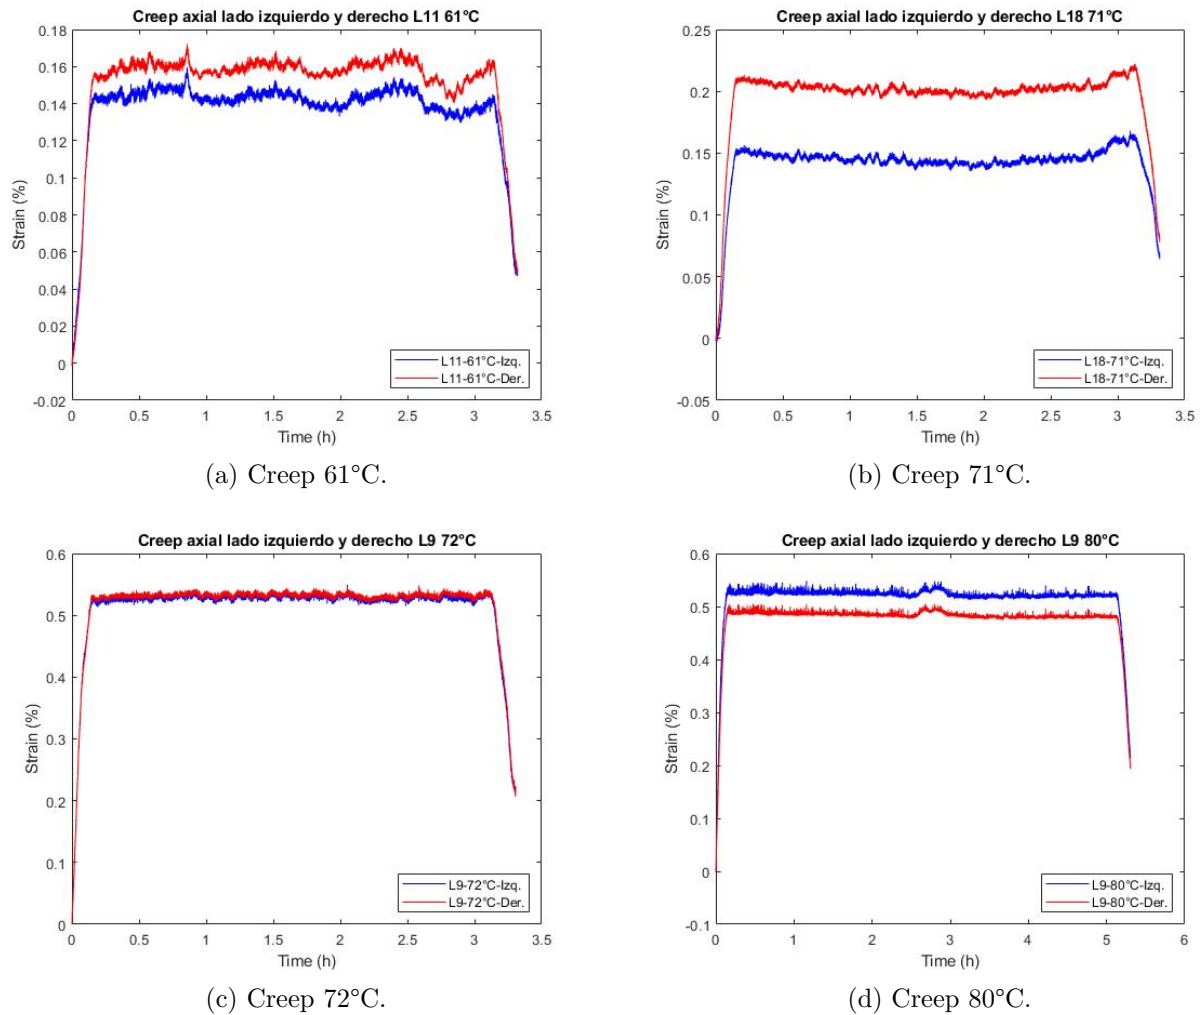 Creep axial lado izquierdo y derecho L11 61°C
0.18
0.16
0.14
0.12
0.1
0.08
0.06
0.04
0.02
0
-0.02
Strain (%)
L11-61°C-Izq.
L11-61°C-Der.
0 0.5 1 1.5 2 2.5 3 3.5
Time (h)
(a) Creep 61°C.
Creep axial lado izquierdo y derecho L18 71°C
0.25
0.2
0.15
0.1
0.05
0
-0.05
Strain (%)
L18-71°C-Izq.
L18-71°C-Der.
0 0.5 1 1.5 2 2.5 3 3.5
Time (h)
(b) Creep 71°C.
Creep axial lado izquierdo y derecho L9 72°C
0.6
0.5
0.4
0.3
0.2
0.1
0
Strain (%)
L9-72°C-Izq.
L9-72°C-Der.
0 0.5 1 1.5 2 2.5 3 3.5
Time (h)
(c) Creep 72°C.
Creep axial lado izquierdo y derecho L9 80°C
0.6
0.5
0.4
0.3
0.2
0.1
0
-0.1
Strain (%)
L9-80°C-Izq.
L9-80°C-Der.
0 1 2 3 4 5 6
Time (h)
(d) Creep 80°C.